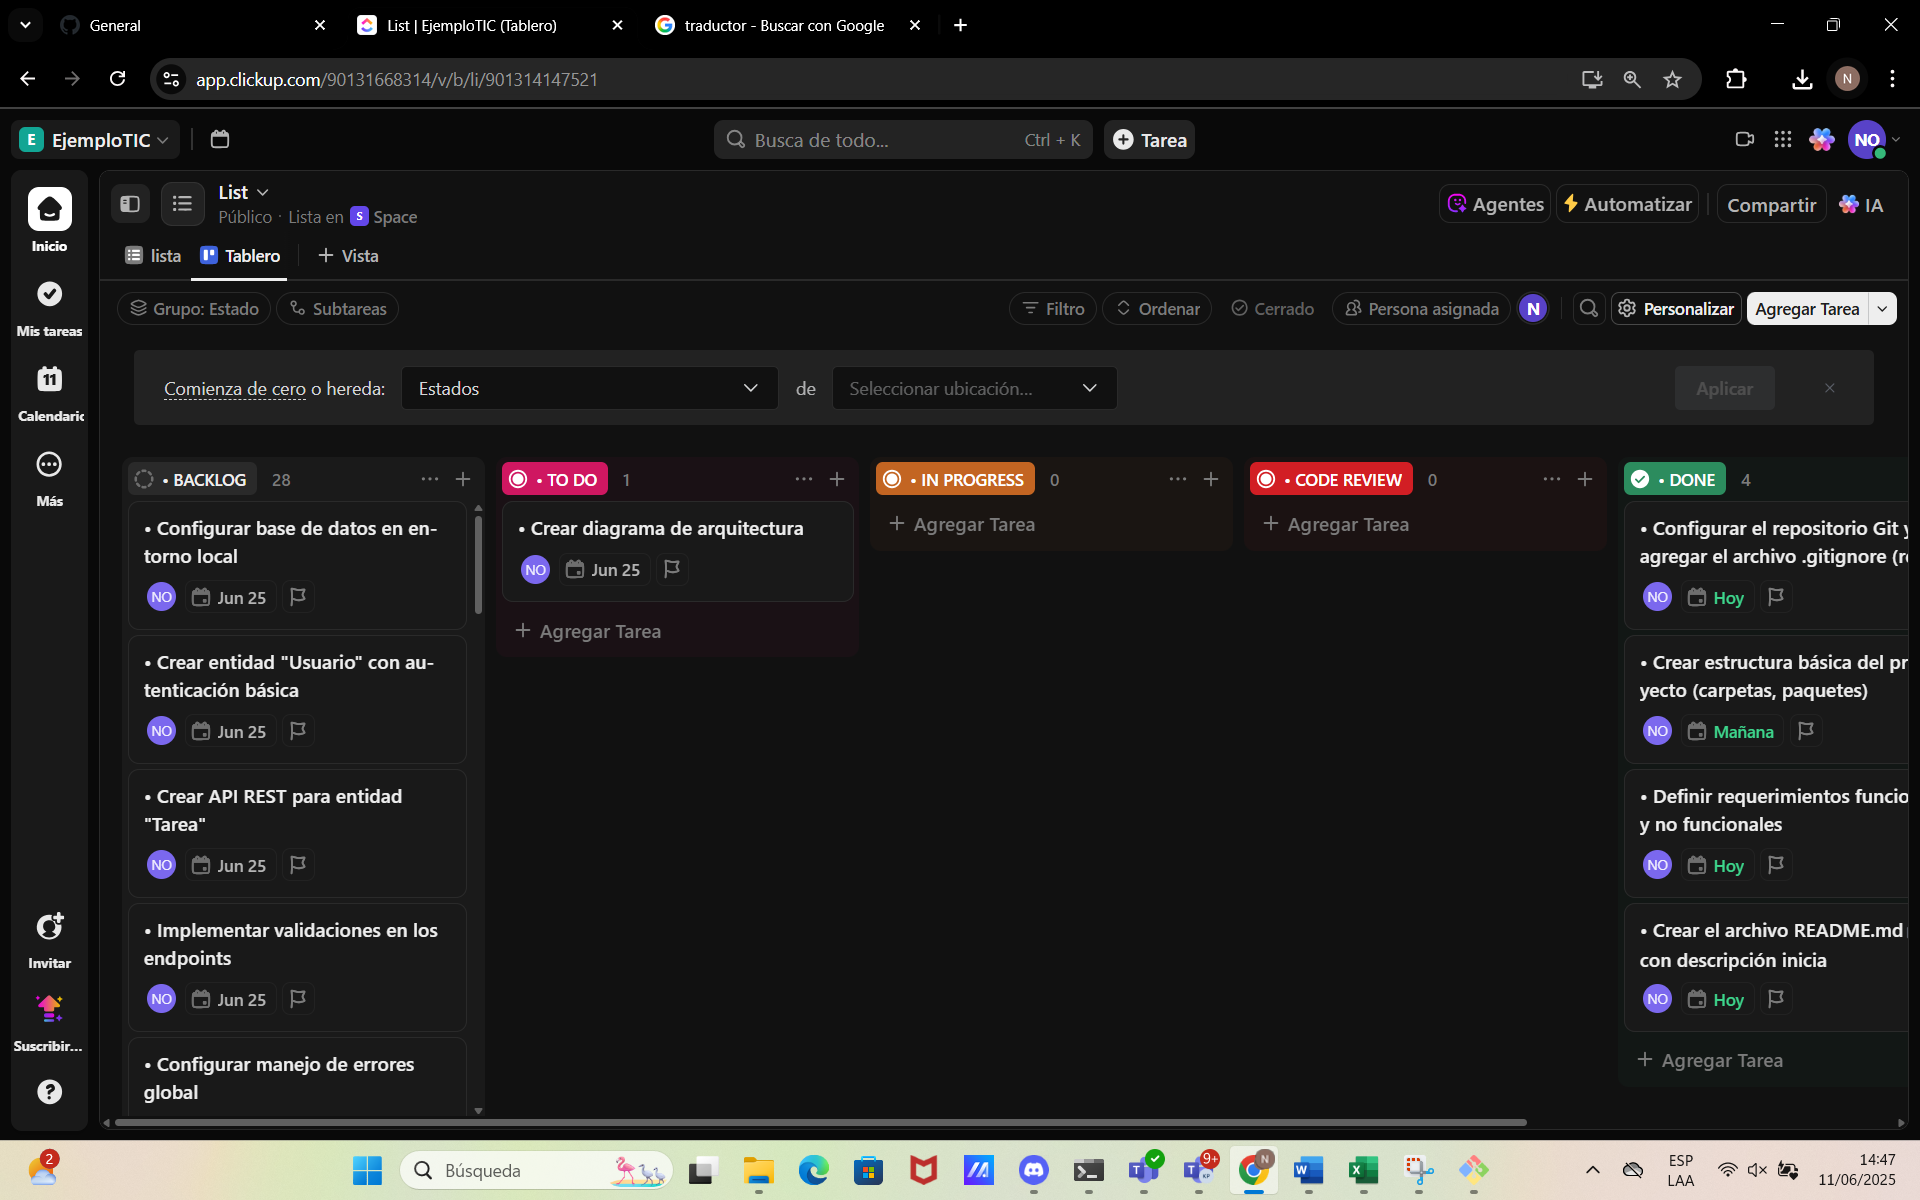 General
List | EjemploTIC (Tablero)
traductor - Buscar con Google
app.clickup.com/90131668314/v/b/li/901314147521
N
E EjemploTIC
Busca de todo... Ctrl + K
Tarea
NO
Inicio
Mis tareas
11
Calendario
Más
Invitar
Suscribir...
List
Público · Lista en S Space
Agentes
Automatizar
Compartir
IA
lista
Tablero
Vista
Grupo: Estado
Subtareas
Filtro
Ordenar
Cerrado
Persona asignada
N
Personalizar
Agregar Tarea
Comienza de cero o hereda:
Estados
de
Seleccionar ubicación...
Aplicar
• BACKLOG 28
• Configurar base de datos en en-
torno local
NO Jun 25
• Crear entidad "Usuario" con au-
tenticación básica
NO Jun 25
• Crear API REST para entidad
"Tarea"
NO Jun 25
• Implementar validaciones en los
endpoints
NO Jun 25
• Configurar manejo de errores
global
• TO DO 1
• Crear diagrama de arquitectura
NO Jun 25
Agregar Tarea
• IN PROGRESS 0
Agregar Tarea
• CODE REVIEW 0
Agregar Tarea
• DONE 4
• Configurar el repositorio Git y
agregar el archivo .gitignore (r
NO Hoy
• Crear estructura básica del pr
yecto (carpetas, paquetes)
NO Mañana
• Definir requerimientos funcio
y no funcionales
NO Hoy
• Crear el archivo README.md
con descripción inicia
NO Hoy
Agregar Tarea
2
Búsqueda
9+
N
ESP
LAA
14:47
11/06/2025